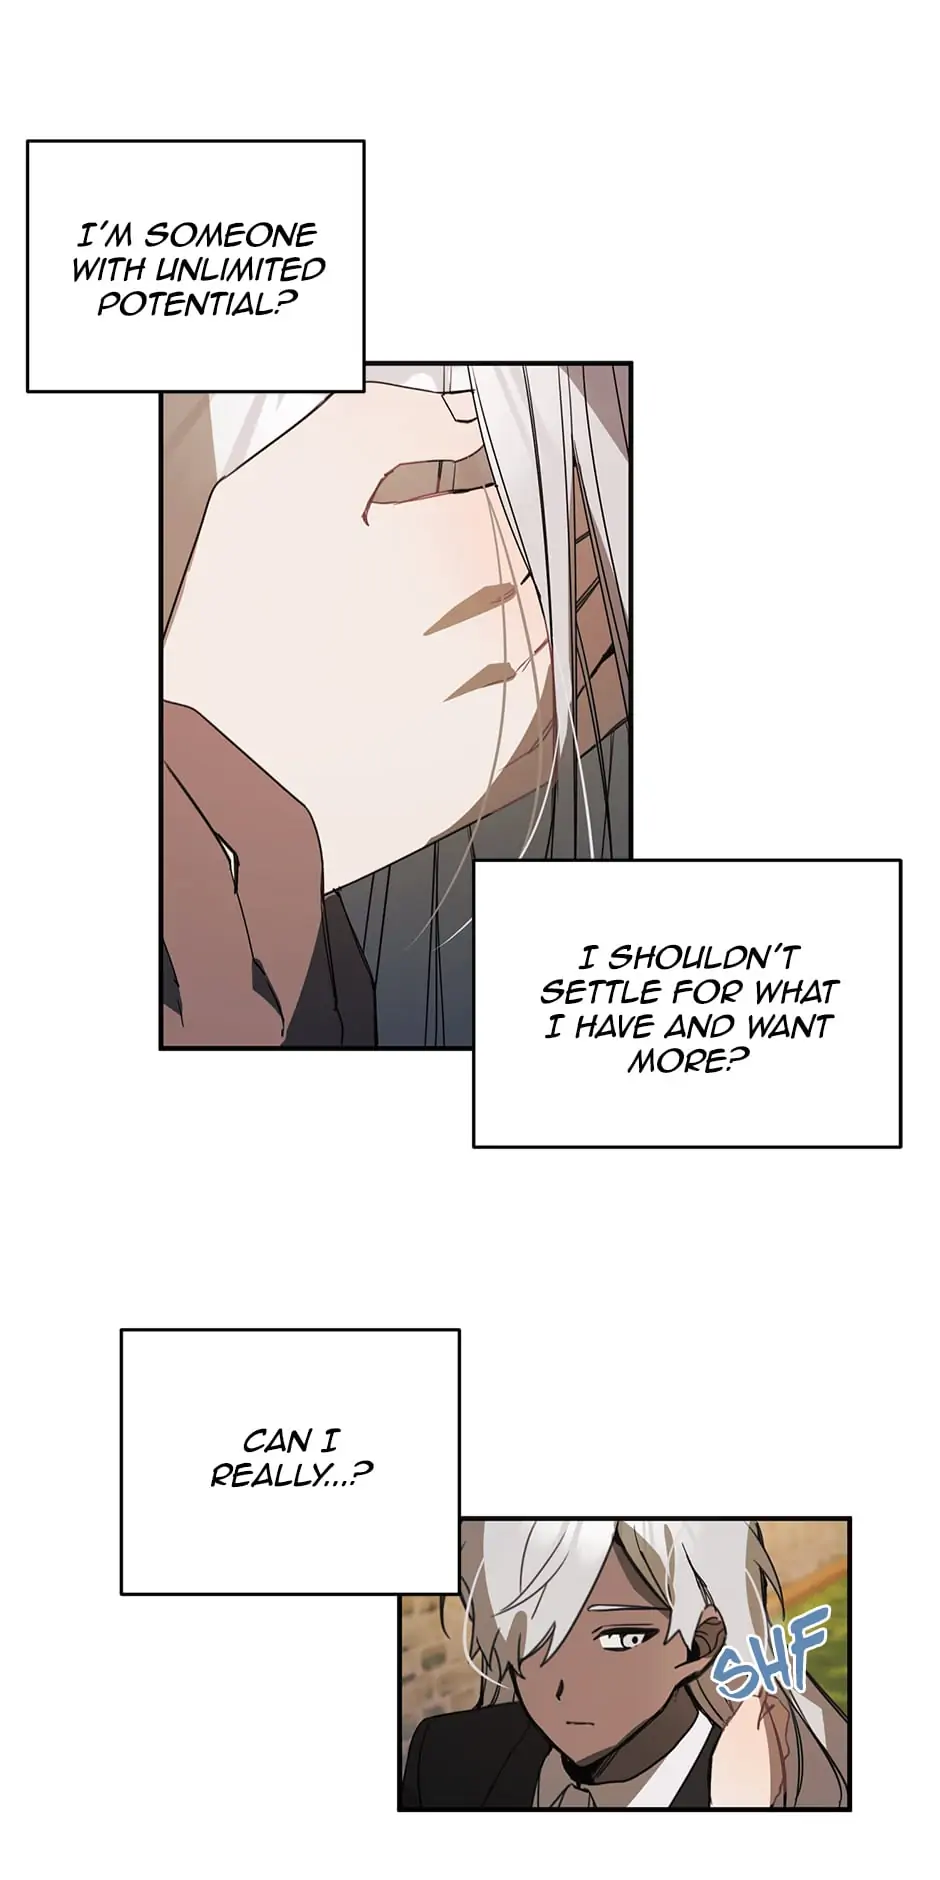 I'M SOMEONE
WITH UNLIMITED
POTENTIAL?
I SHOULDN'T
SETTLE FOR WHAT
I HAVE AND WANT
MORE?
CAN I
REALLY...?
SHF